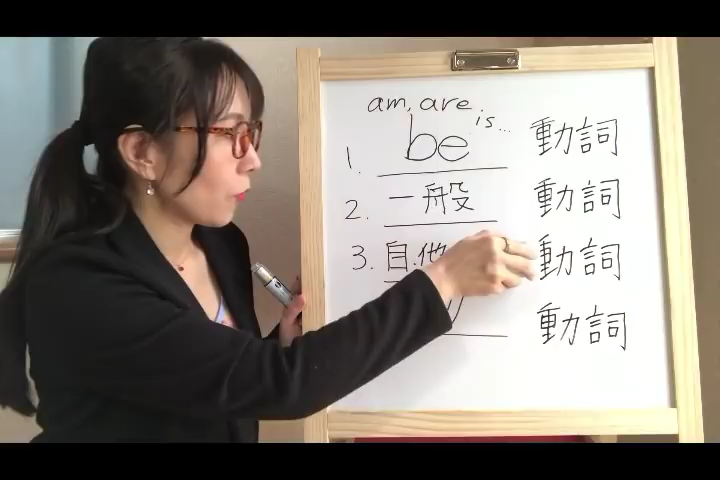 am, are, is...
1. be 動詞
2. 一般 動詞
3. 自.他 動詞
動詞